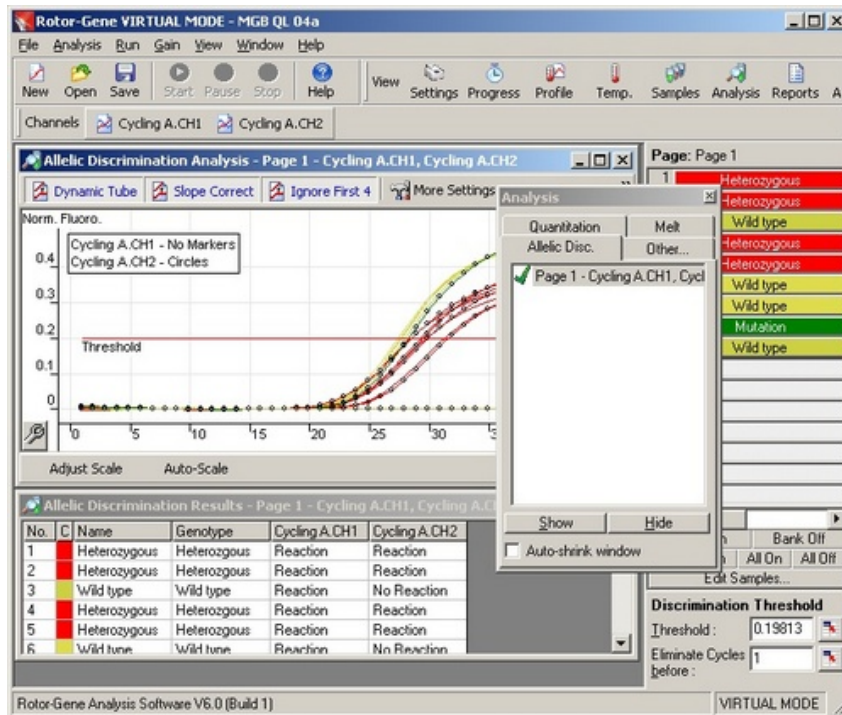 Rotor-Gene VIRTUAL MODE - MGB QL 04a
File Analysis Run Gain View Window Help
New Open Save Start Pause Stop Help View Settings Progress Profile Temp. Samples Analysis Reports A
Channels Cycling A.CH1 Cycling A.CH2
Allelic Discrimination Analysis - Page 1 - Cycling A.CH1, Cycling A.CH2
Dynamic Tube Slope Correct Ignore First 4 More Settings
Norm. Fluoro.
Cycling A.CH1 - No Markers
Cycling A.CH2 - Circles
0.4
0.3
0.2
Threshold
0.1
0
0 5 10 15 20 25 30
Adjust Scale Auto-Scale
Analysis
Quantitation Melt
Allelic Disc. Other...
Page 1 - Cycling A.CH1, Cycl
Show Hide
Auto-shrink window
Page: Page 1
1 Heterozygous
Heterozygous
Wild type
Heterozygous
Heterozygous
Wild type
Wild type
Mutation
Wild type
Bank Off
All On All Off
Edit Samples...
Discrimination Threshold
Threshold : 0.19813
Eliminate Cycles before : 1
Allelic Discrimination Results - Page 1 - Cycling A.CH1, Cycling A.C
No. C Name Genotype Cycling A.CH1 Cycling A.CH2
1 Heterozygous Heterozgous Reaction Reaction
2 Heterozygous Heterozgous Reaction Reaction
3 Wild type Wild type Reaction No Reaction
4 Heterozygous Heterozgous Reaction Reaction
5 Heterozygous Heterozgous Reaction Reaction
6 Wild type Wild type Reaction No Reaction
Rotor-Gene Analysis Software V6.0 (Build 1) VIRTUAL MODE